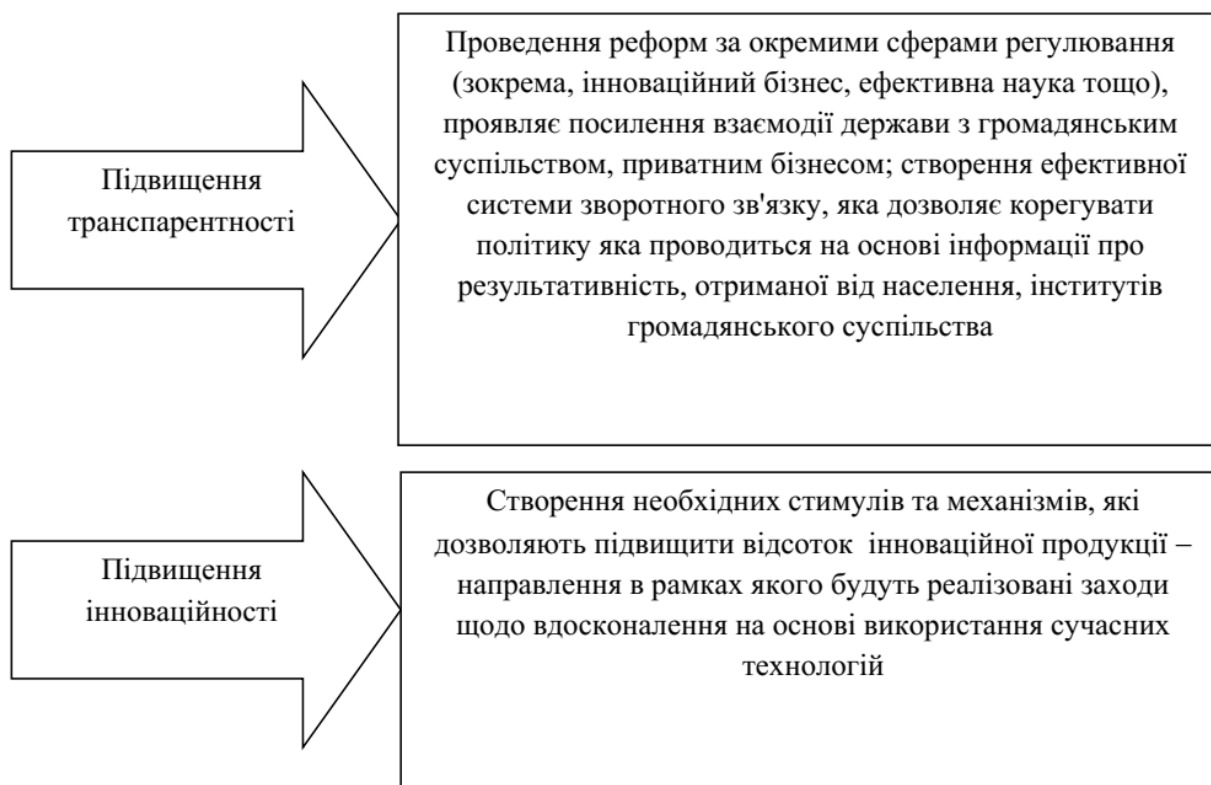 Підвищення
транспарентності
Проведення реформ за окремими сферами регулювання
(зокрема, інноваційний бізнес, ефективна наука тощо),
проявляє посилення взаємодії держави з громадянським
суспільством, приватним бізнесом; створення ефективної
системи зворотного зв'язку, яка дозволяє корегувати
політику яка проводиться на основі інформації про
результативність, отриманої від населення, інститутів
громадянського суспільства
Підвищення
інноваційності
Створення необхідних стимулів та механізмів, які
дозволяють підвищити відсоток  інноваційної продукції –
направлення в рамках якого будуть реалізовані заходи
щодо вдосконалення на основі використання сучасних
технологій